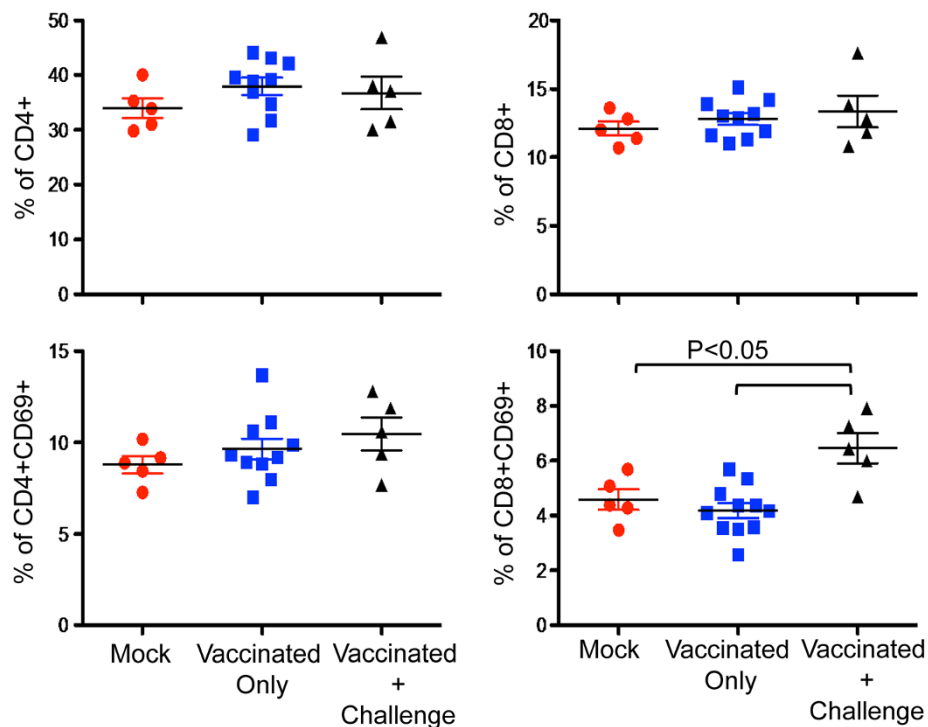 % of CD4+
50
40
30
20
10
0
% of CD8+
20
15
10
5
0
% of CD4+CD69+
15
10
5
0
Mock
Vaccinated
Only
Vaccinated
+
Challenge
% of CD8+CD69+
10
8
6
4
2
0
P<0.05
Mock
Vaccinated
Only
Vaccinated
+
Challenge